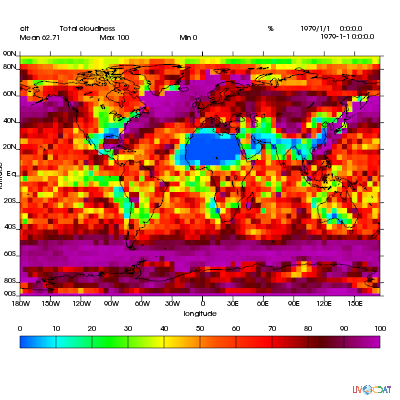 clt Total cloudiness % 1979/1/1 0:0:0.0
Mean 62.71 Max 100 Min 0 1979-1-1 0:0:0.0
90N
80N
60N
40N
20N
Eq
20S
40S
60S
80S
90S
180W 150W 120W 90W 60W 30W 0 30E 60E 90E 120E 150E
longitude
0 10 20 30 40 50 60 70 80 90 100